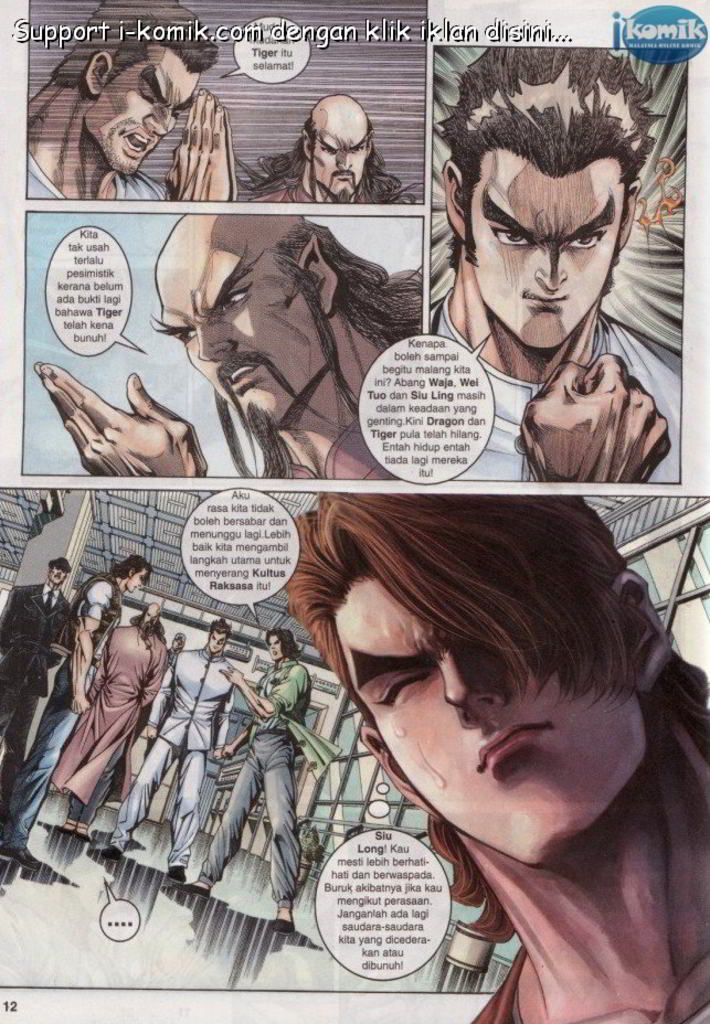 Support i-komik.com dengan klik iklan disini...
ikomik
MALAYSIA ONLINE KOMIK
Tiger itu
selamat!
Kita
tak usah
terlalu
pesimistik
kerana belum
ada bukti lagi
bahawa Tiger
telah kena
bunuh!
Kenapa
boleh sampai
begitu malang kita
ini? Abang Waja, Wei
Tuo dan Siu Ling masih
dalam keadaan yang
genting.Kini Dragon dan
Tiger pula telah hilang.
Entah hidup entah
tiada lagi mereka
itu!
Aku
rasa kita tidak
boleh bersabar dan
menunggu lagi.Lebih
baik kita mengambil
langkah utama untuk
menyerang Kultus
Raksasa itu!
Siu
Long! Kau
mesti lebih berhati-
hati dan berwaspada.
Buruk akibatnya jika kau
mengikut perasaan.
Janganlah ada lagi
saudara-saudara
kita yang dicedera-
kan atau
dibunuh!
....
12